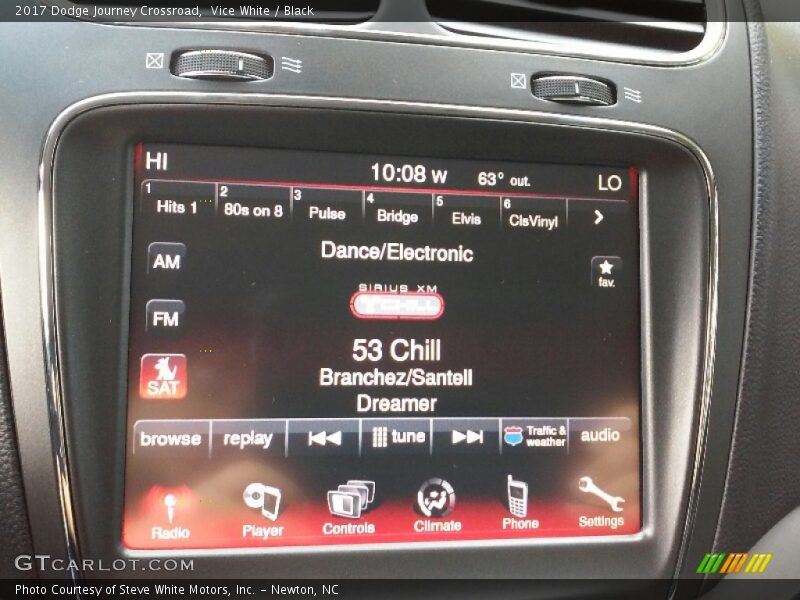 2017 Dodge Journey Crossroad,  Vice White / Black
HI
10:08 W
63° out.
LO
1 Hits 1
2 80s on 8
3 Pulse
4 Bridge
5 Elvis
6 ClsVinyl
AM
Dance/Electronic
fav.
SIRIUS XM
CHILL
FM
53 Chill
SAT
Branchez/Santell
Dreamer
browse
replay
tune
Traffic &
weather
audio
Radio
Player
Controls
Climate
Phone
Settings
GTCARLOT.COM
Photo Courtesy of Steve White Motors, Inc. – Newton, NC